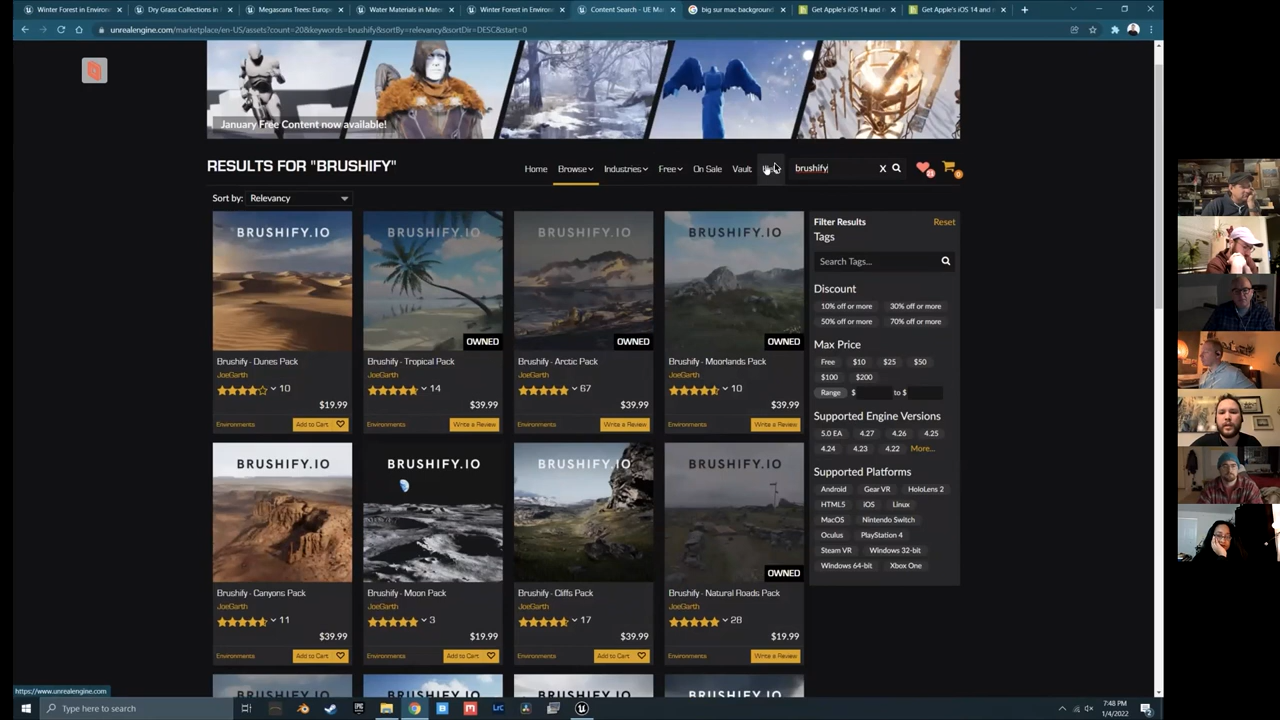 Winter Forest in Environ
Dry Grass Collections in
Megascans Trees: Europe
Water Materials in Mate
Winter Forest in Environ
Content Search - UE Ma
big sur mac background
Get Apple's iOS 14 and
Get Apple's iOS 14 and
unrealengine.com/marketplace/en-US/assets?count=20&keywords=brushify&sortBy=relevancy&sortDir=DESC&start=0
January Free Content now available!
RESULTS FOR "BRUSHIFY"
Home Browse Industries Free On Sale Vault
brushify X
21 0
Sort by: Relevancy
BRUSHIFY.IO
Brushify - Dunes Pack
JoeGarth
10
$19.99
Environments Add to Cart
BRUSHIFY.IO
OWNED
Brushify - Tropical Pack
JoeGarth
14
$39.99
Environments Write a Review
BRUSHIFY.IO
OWNED
Brushify - Arctic Pack
JoeGarth
67
$39.99
Environments Write a Review
BRUSHIFY.IO
OWNED
Brushify - Moorlands Pack
JoeGarth
10
$39.99
Environments Write a Review
BRUSHIFY.IO
Brushify - Canyons Pack
JoeGarth
11
$39.99
Environments Add to Cart
BRUSHIFY.IO
Brushify - Moon Pack
JoeGarth
3
$19.99
Environments Add to Cart
BRUSHIFY.IO
Brushify - Cliffs Pack
JoeGarth
17
$39.99
Environments Add to Cart
BRUSHIFY.IO
OWNED
Brushify - Natural Roads Pack
JoeGarth
28
$19.99
Environments Write a Review
BRUSHIFY.IO
BRUSHIFY.IO
BRUSHIFY.IO
BRUSHIFY.IO
Filter Results Reset
Tags
Search Tags...
Discount
10% off or more 30% off or more
50% off or more 70% off or more
Max Price
Free $10 $25 $50
$100 $200
Range $ to $
Supported Engine Versions
5.0 EA 4.27 4.26 4.25
4.24 4.23 4.22 More...
Supported Platforms
Android Gear VR HoloLens 2
HTML5 iOS Linux
MacOS Nintendo Switch
Oculus PlayStation 4
Steam VR Windows 32-bit
Windows 64-bit Xbox One
https://www.unrealengine.com
Type here to search
Lrc
7:48 PM
1/4/2022